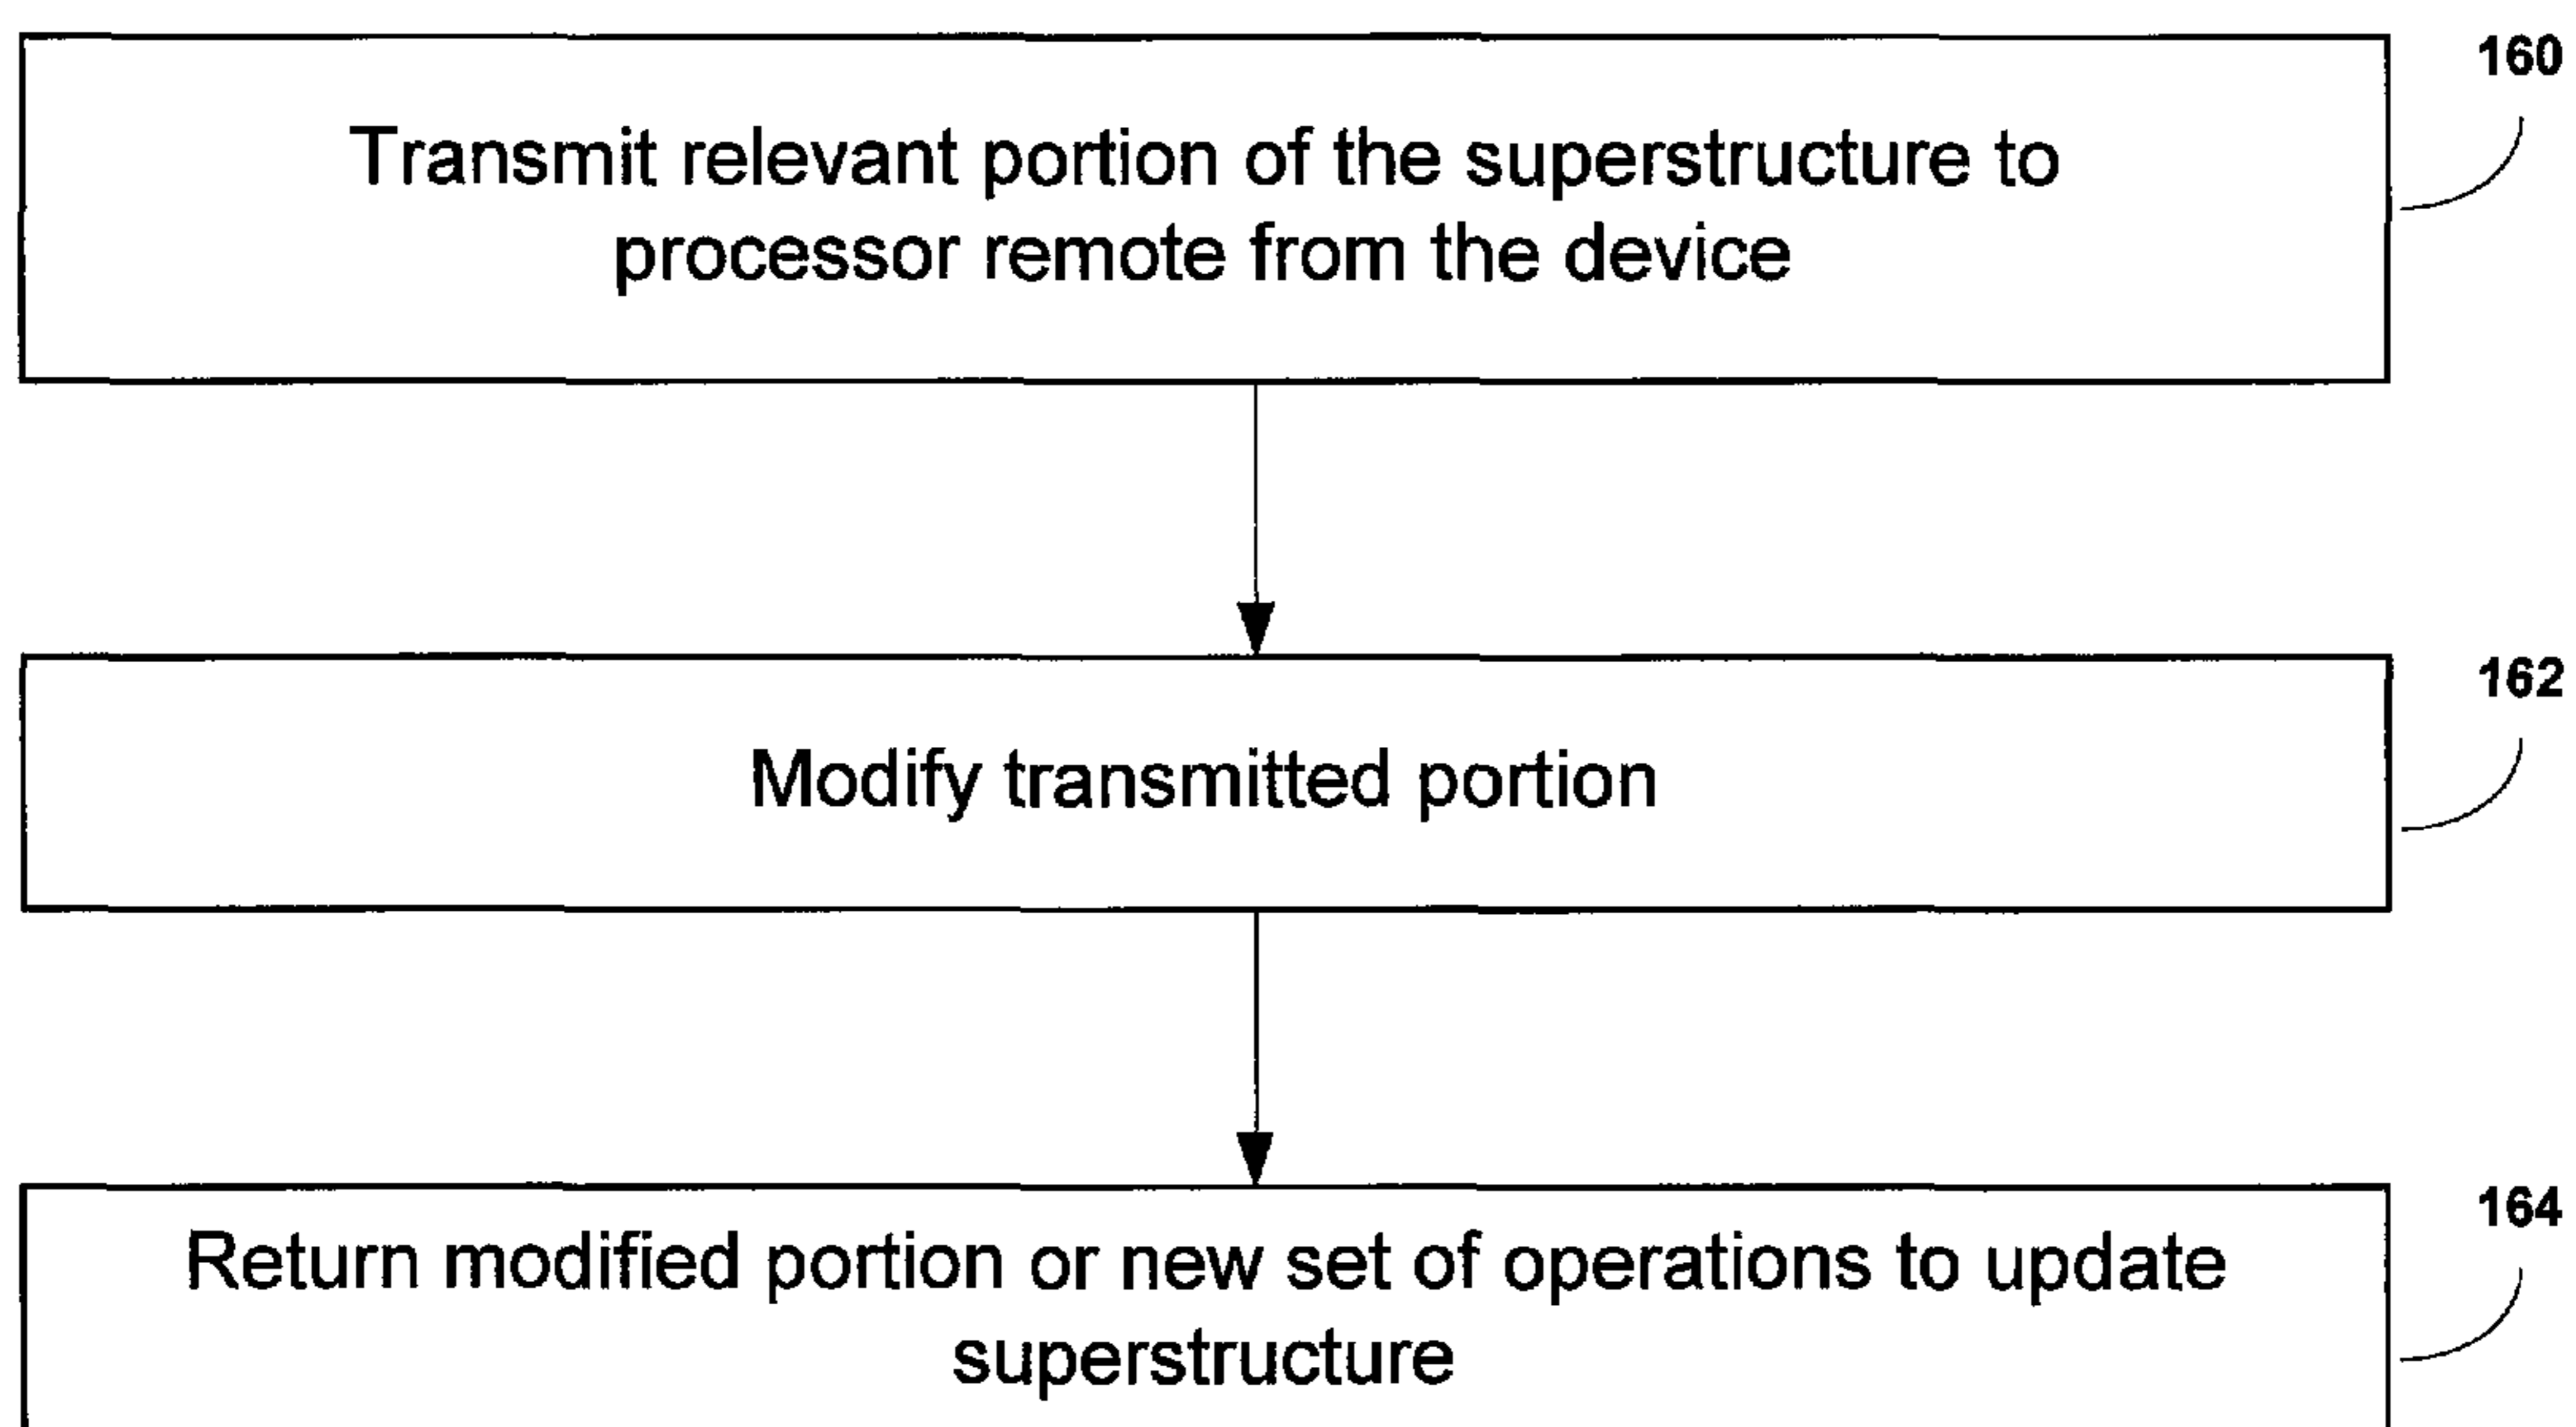 160
Transmit relevant portion of the superstructure to
processor remote from the device
162
Modify transmitted portion
164
Return modified portion or new set of operations to update
superstructure